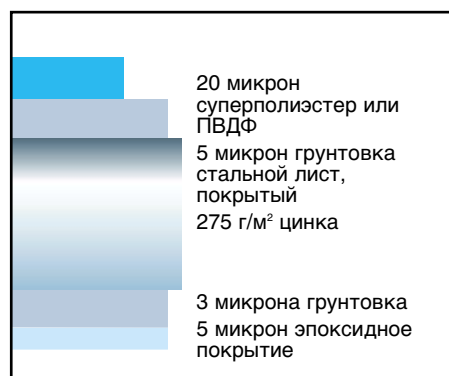 20 микрон
суперполиэстер или
ПВДФ
5 микрон грунтовка
стальной лист,
покрытый
275 г/м² цинка
3 микрона грунтовка
5 микрон эпоксидное
покрытие